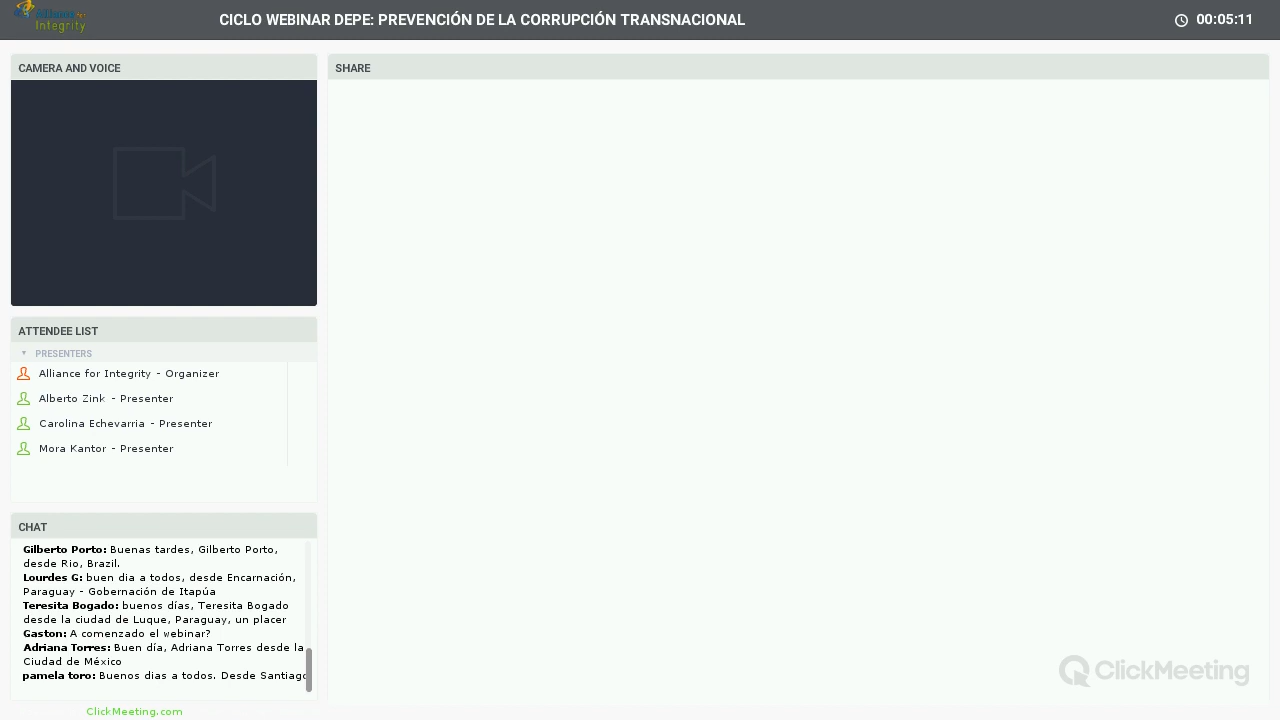 Alliance for
Integrity
CICLO WEBINAR DEPE: PREVENCIÓN DE LA CORRUPCIÓN TRANSNACIONAL
00:05:11
CAMERA AND VOICE
SHARE
ATTENDEE LIST
PRESENTERS
Alliance for Integrity - Organizer
Alberto Zink - Presenter
Carolina Echevarria - Presenter
Mora Kantor - Presenter
CHAT
Gilberto Porto: Buenas tardes, Gilberto Porto,
desde Rio, Brazil.
Lourdes G: buen dia a todos, desde Encarnación,
Paraguay - Gobernación de Itapúa
Teresita Bogado: buenos días, Teresita Bogado
desde la ciudad de Luque, Paraguay, un placer
Gaston: A comenzado el webinar?
Adriana Torres: Buen día, Adriana Torres desde la
Ciudad de México
pamela toro: Buenos dias a todos. Desde Santiago
ClickMeeting
ClickMeeting.com